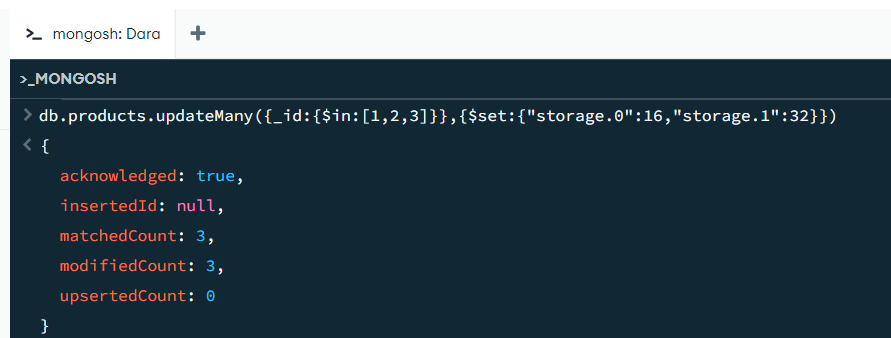 >_ mongosh: Dara +
>_MONGOSH
> db.products.updateMany({_id:{$in:[1,2,3]}},{$set:{"storage.0":16,"storage.1":32}})
< {
acknowledged: true,
insertedId: null,
matchedCount: 3,
modifiedCount: 3,
upsertedCount: 0
}